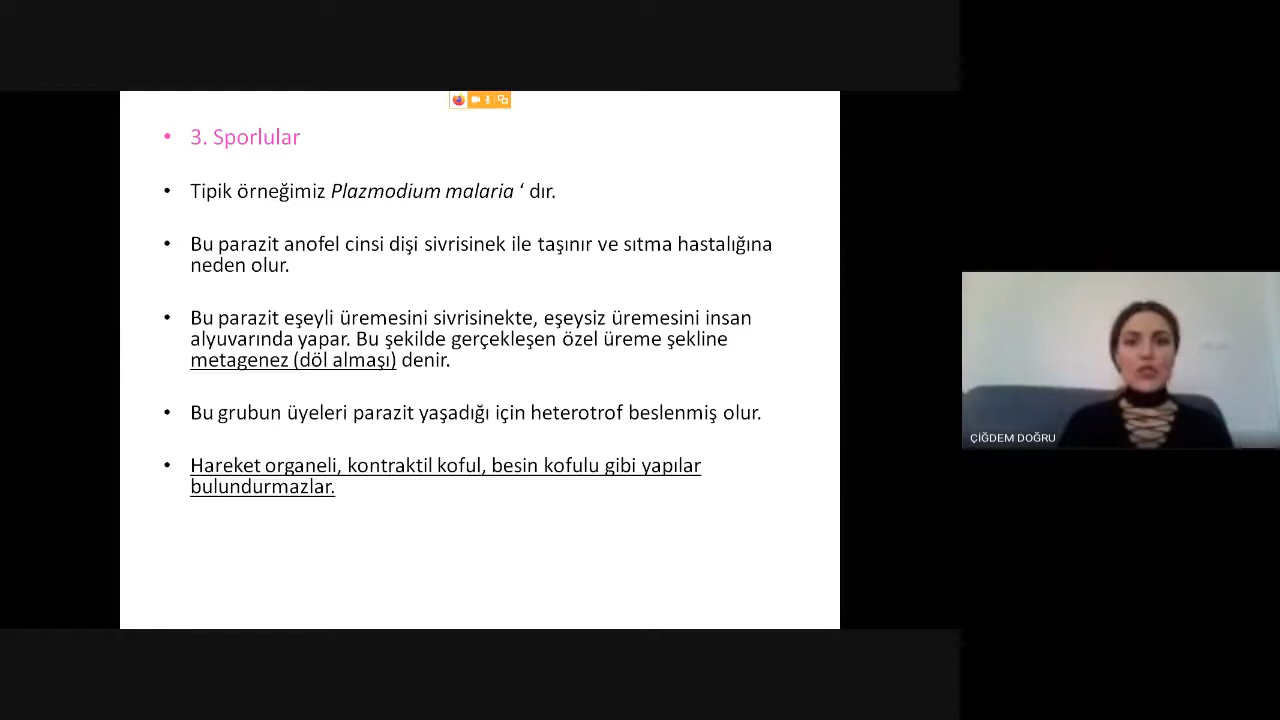 • 3. Sporlular
• Tipik örneğimiz Plazmodium malaria ‘ dır.
• Bu parazit anofel cinsi dişi sivrisinek ile taşınır ve sıtma hastalığına
neden olur.
• Bu parazit eşeyli üremesini sivrisinekte, eşeysiz üremesini insan
alyuvarında yapar. Bu şekilde gerçekleşen özel üreme şekline
metagenez (döl almaşı) denir.
• Bu grubun üyeleri parazit yaşadığı için heterotrof beslenmiş olur.
• Hareket organeli, kontraktil koful, besin kofulu gibi yapılar
bulundurmazlar.
ÇİĞDEM DOĞRU